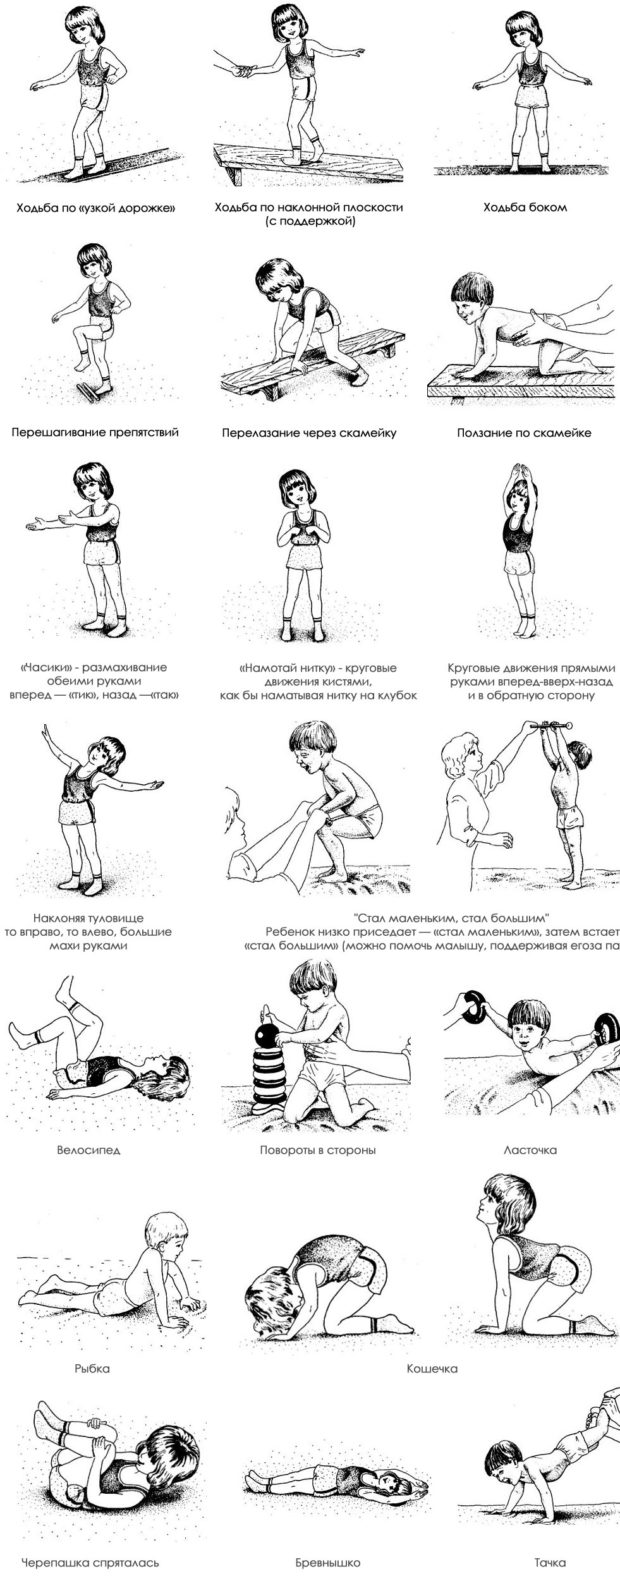 Ходьба по «узкой дорожке»
Ходьба по наклонной плоскости
(с поддержкой)
Ходьба боком
Перешагивание препятствий
Перелазание через скамейку
Ползание по скамейке
«Часики» - размахивание
обеими руками
вперед — «тик», назад —«так»
«Намотай нитку» - круговые
движения кистями,
как бы наматывая нитку на клубок
Круговые движения прямыми
руками вперед-вверх-назад
и в обратную сторону
Наклоняя туловище
то вправо, то влево, большие
махи руками
"Стал маленьким, стал большим"
Ребенок низко приседает — «стал маленьким», затем встает
«стал большим» (можно помочь малышу, поддерживая егоза па
Велосипед
Повороты в стороны
Ласточка
Рыбка
Кошечка
Черепашка спряталась
Бревнышко
Тачка